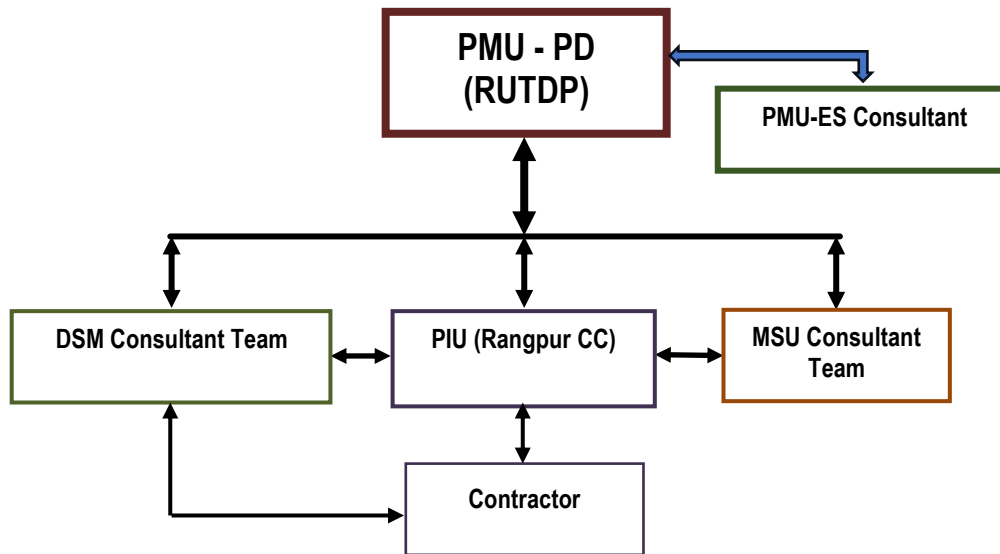 PMU - PD
(RUTDP)
PMU-ES Consultant
DSM Consultant Team
PIU (Rangpur CC)
MSU Consultant
Team
Contractor